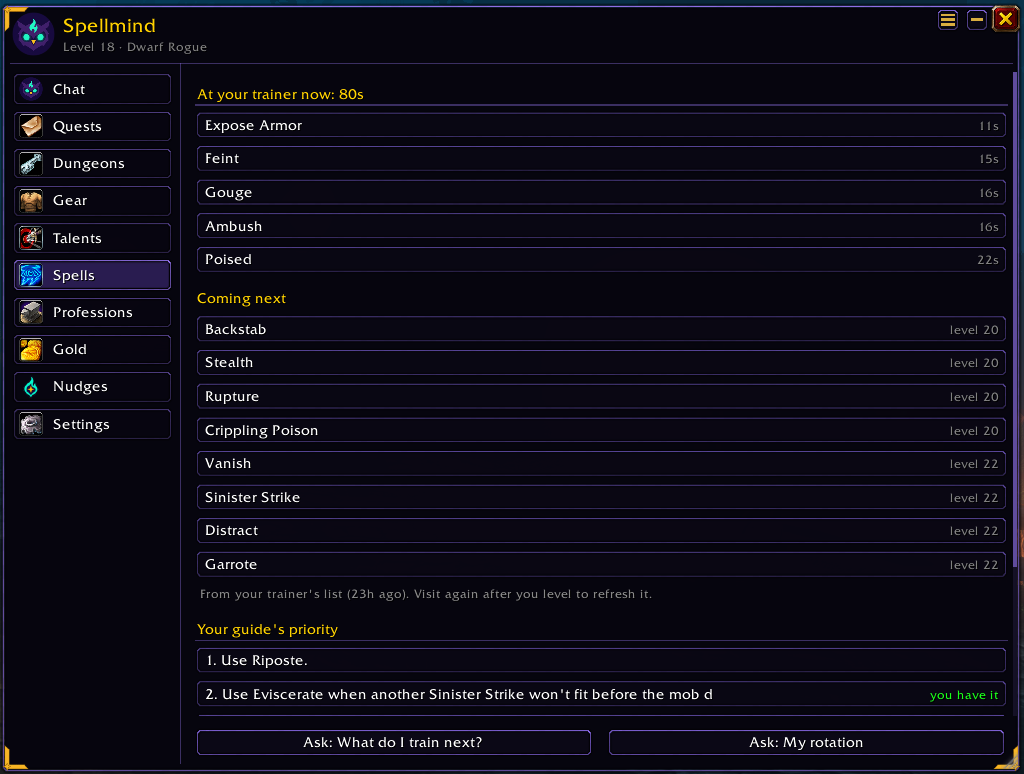 Spellmind
Level 18 · Dwarf Rogue
Chat
Quests
Dungeons
Gear
Talents
Spells
Professions
Gold
Nudges
Settings
At your trainer now: 80s
Expose Armor 11s
Feint 15s
Gouge 16s
Ambush 16s
Poised 22s
Coming next
Backstab level 20
Stealth level 20
Rupture level 20
Crippling Poison level 20
Vanish level 22
Sinister Strike level 22
Distract level 22
Garrote level 22
From your trainer's list (23h ago). Visit again after you level to refresh it.
Your guide's priority
1. Use Riposte.
2. Use Eviscerate when another Sinister Strike won't fit before the mob d you have it
Ask: What do I train next?
Ask: My rotation